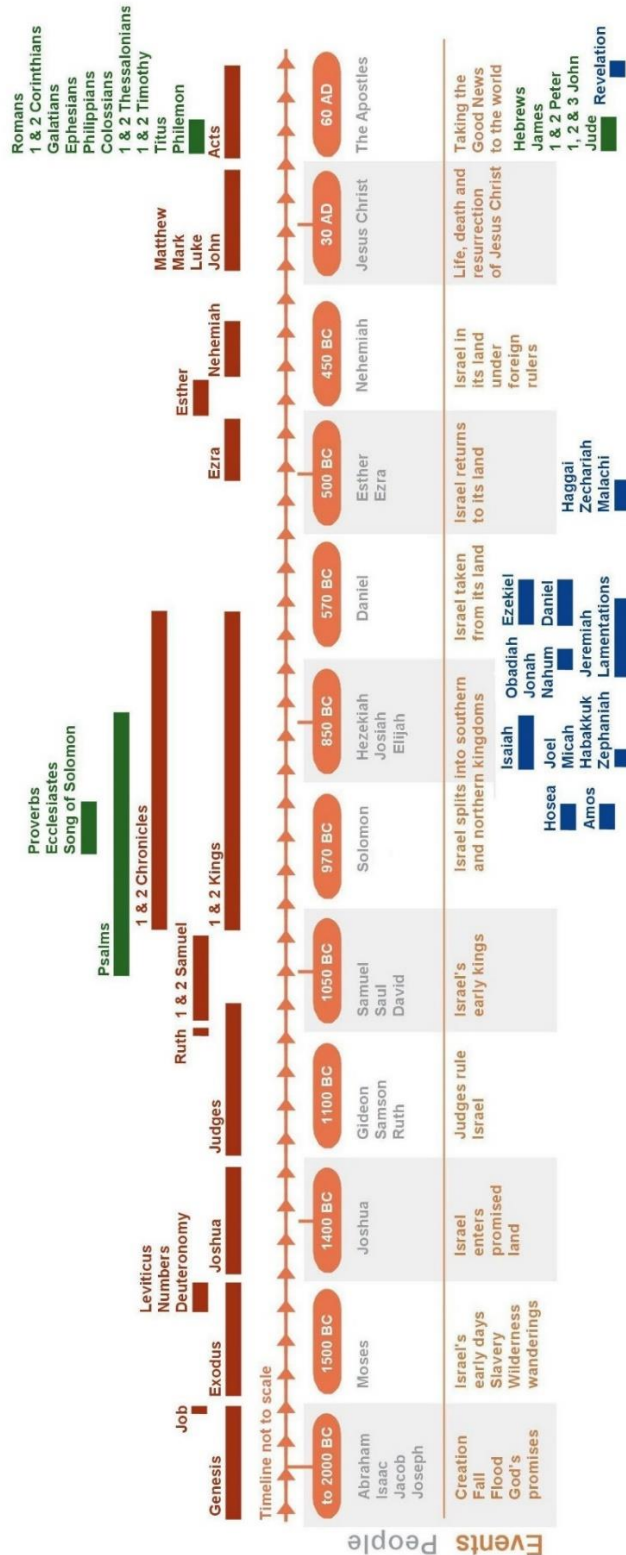 Romans
1 & 2 Corinthians
Galatians
Ephesians
Philippians
Colossians
1 & 2 Thessalonians
1 & 2 Timothy
Titus
Philemon
Proverbs
Ecclesiastes
Song of Solomon
Psalms
1 & 2 Chronicles
Leviticus
Numbers
Deuteronomy
Job
Ruth
1 & 2 Samuel
Esther
Matthew
Mark
Luke
John
Genesis
Exodus
Joshua
Judges
1 & 2 Kings
Ezra
Nehemiah
Acts
Timeline not to scale
to 2000 BC
1500 BC
1400 BC
1100 BC
1050 BC
970 BC
850 BC
570 BC
500 BC
450 BC
30 AD
60 AD
People
Abraham
Isaac
Jacob
Joseph
Moses
Joshua
Gideon
Samson
Ruth
Samuel
Saul
David
Solomon
Hezekiah
Josiah
Elijah
Daniel
Esther
Ezra
Nehemiah
Jesus Christ
The Apostles
Events
Creation
Fall
Flood
God's
promises
Israel's
early days
Slavery
Wilderness
wanderings
Israel
enters
promised
land
Judges rule
Israel
Israel's
early kings
Israel splits into southern
and northern kingdoms
Israel taken
from its land
Israel returns
to its land
Israel in
its land
under
foreign
rulers
Life, death and
resurrection
of Jesus Christ
Taking the
Good News
to the world
Hosea
Amos
Isaiah
Joel
Micah
Habakkuk
Zephaniah
Obadiah
Jonah
Nahum
Jeremiah
Lamentations
Ezekiel
Daniel
Haggai
Zechariah
Malachi
Hebrews
James
1 & 2 Peter
1, 2 & 3 John
Jude
Revelation